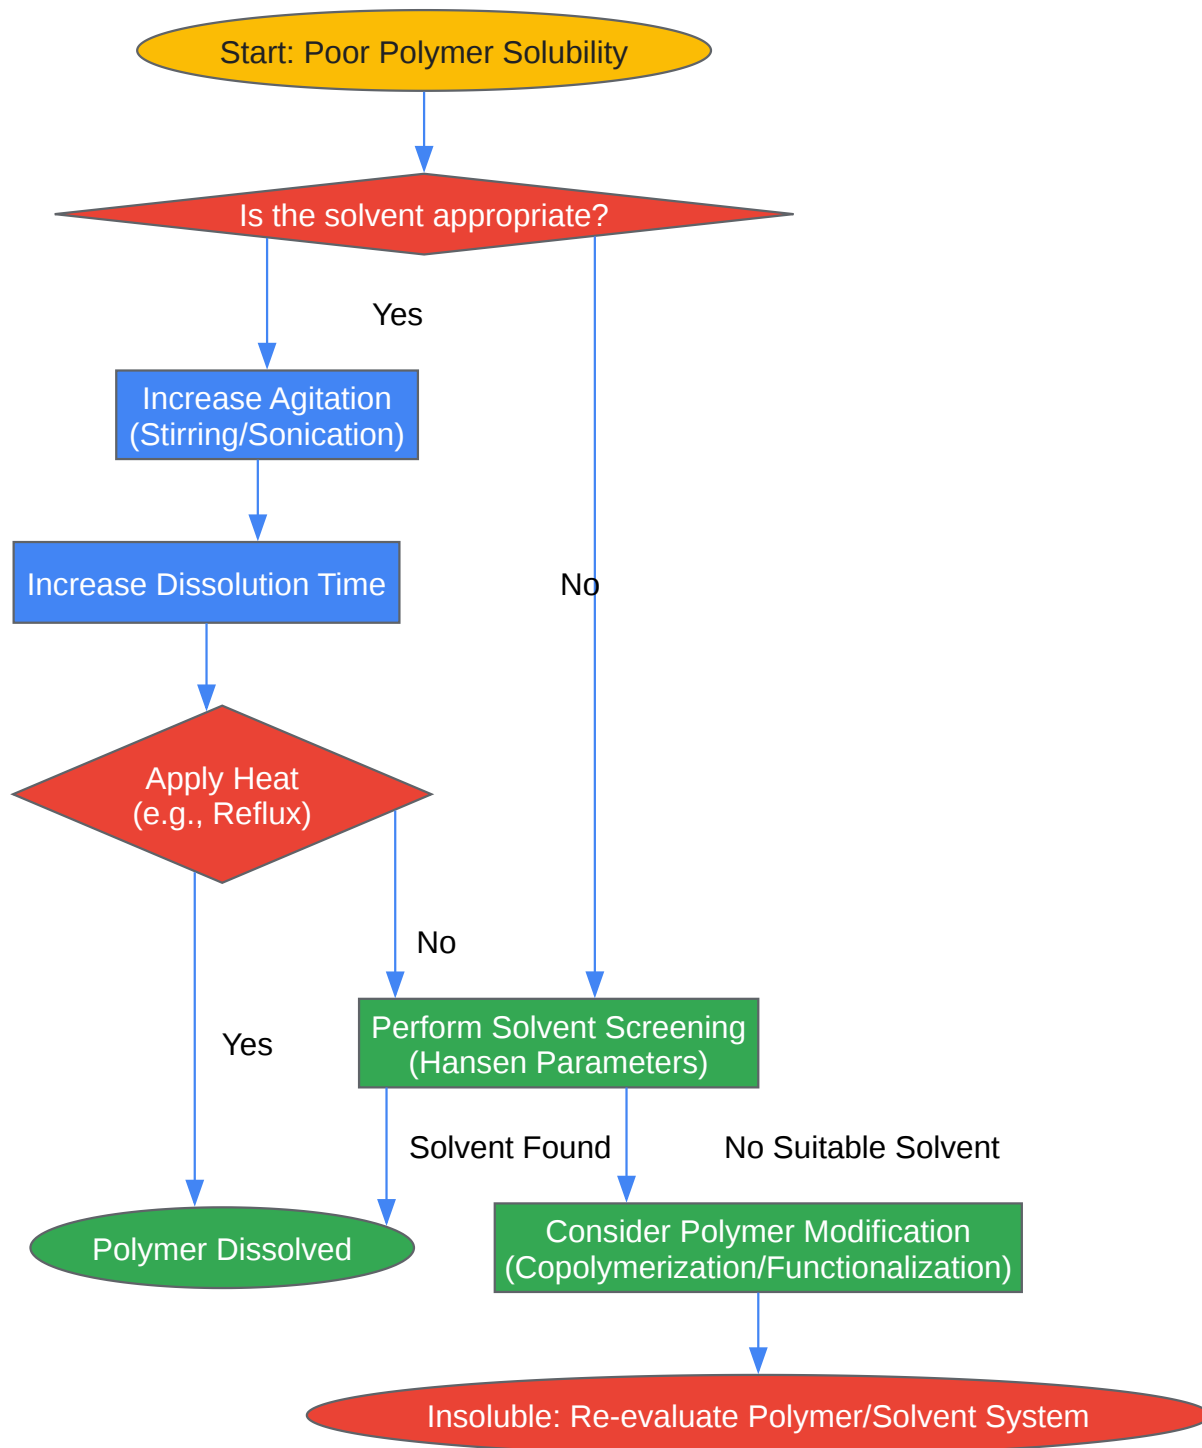 Start: Poor Polymer Solubility
Is the solvent appropriate?
Yes
Increase Agitation
(Stirring/Sonication)
Increase Dissolution Time
No
Apply Heat
(e.g., Reflux)
No
Yes
Perform Solvent Screening
(Hansen Parameters)
Solvent Found
No Suitable Solvent
Consider Polymer Modification
(Copolymerization/Functionalization)
Polymer Dissolved
Insoluble: Re-evaluate Polymer/Solvent System